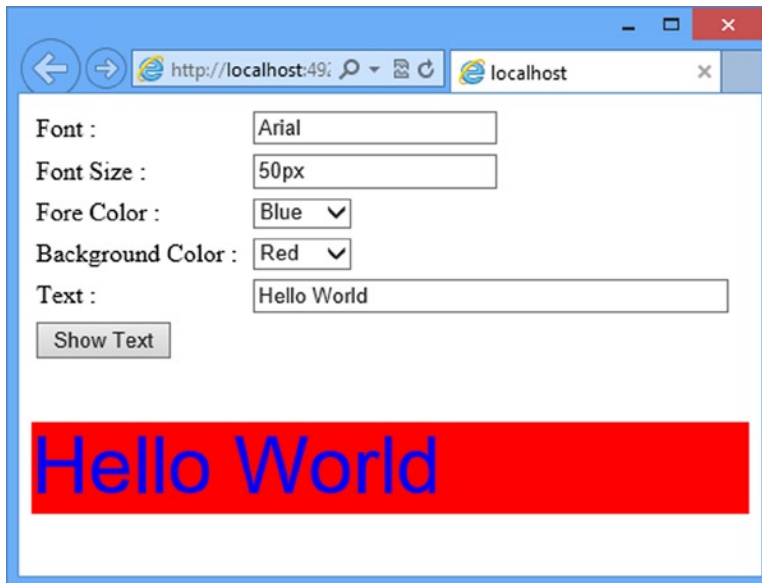 http://localhost:492
localhost
Font :
Arial
Font Size :
50px
Fore Color :
Blue
Background Color :
Red
Text :
Hello World
Show Text
Hello World